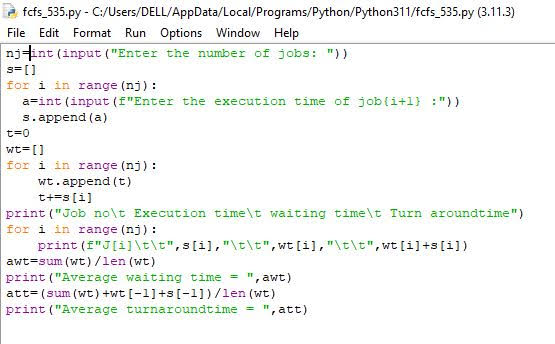 fcfs_535.py - C:/Users/DELL/AppData/Local/Programs/Python/Python311/fcfs_535.py (3.11.3)
File Edit Format Run Options Window Help
nj=int(input("Enter the number of jobs: "))
s=[]
for i in range(nj):
  a=int(input(f"Enter the execution time of job{i+1} :"))
  s.append(a)
t=0
wt=[]
for i in range(nj):
    wt.append(t)
    t+=s[i]
print("Job no\t Execution time\t waiting time\t Turn aroundtime")
for i in range(nj):
    print(f"J[i]\t\t",s[i],"\t\t",wt[i],"\t\t",wt[i]+s[i])
awt=sum(wt)/len(wt)
print("Average waiting time = ",awt)
att=(sum(wt)+wt[-1]+s[-1])/len(wt)
print("Average turnaroundtime = ",att)